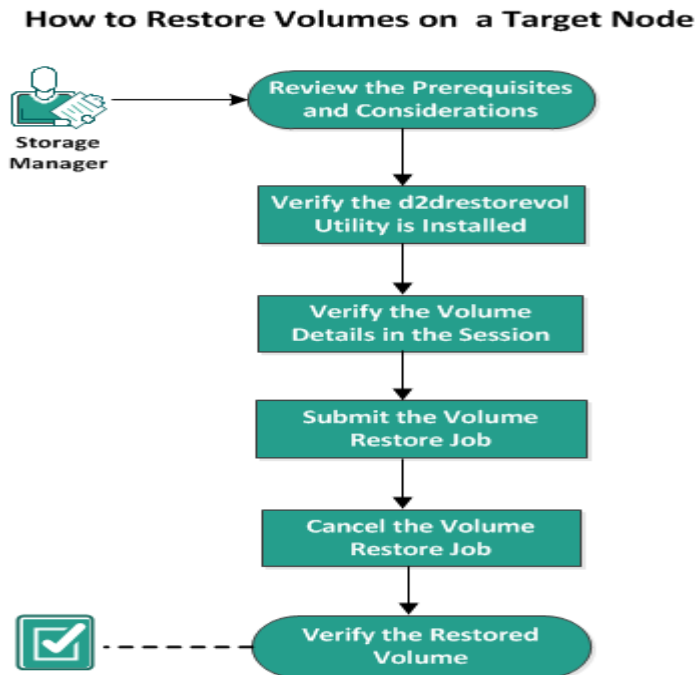 How to Restore Volumes on a Target Node
Review the Prerequisites
and Considerations
Storage
Manager
Verify the d2drestorevol
Utility is Installed
Verify the Volume
Details in the Session
Submit the Volume
Restore Job
Cancel the Volume
Restore Job
Verify the Restored
Volume